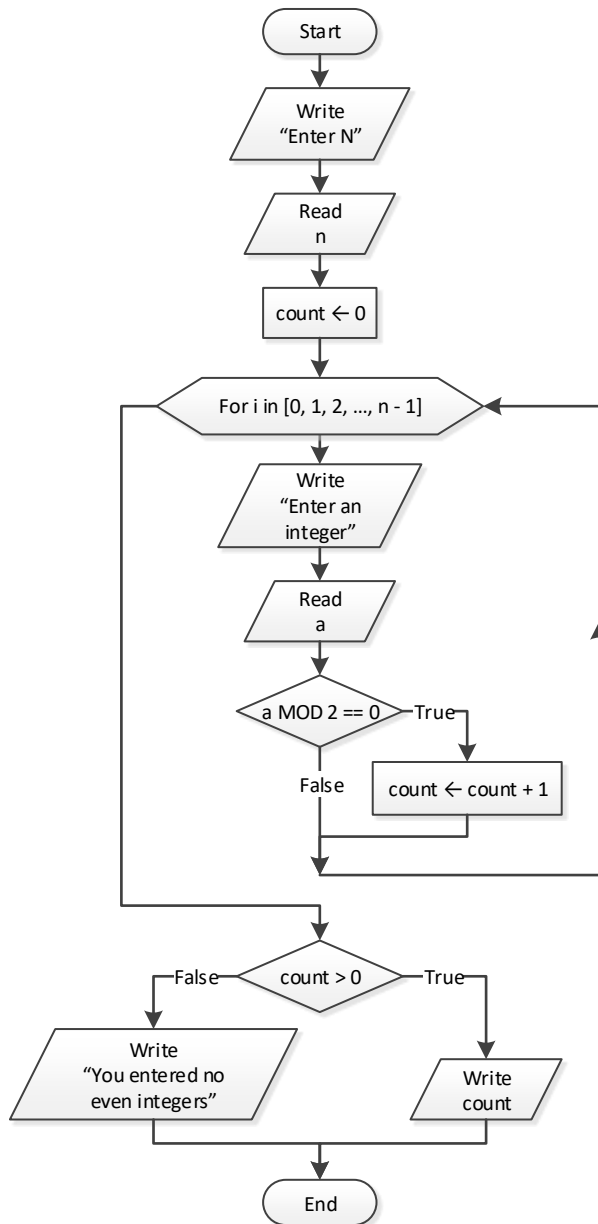 Start
Write
“Enter N”
Read
n
count ← 0
For i in [0, 1, 2, ..., n - 1]
Write
“Enter an
integer”
Read
a
a MOD 2 == 0
True
False
count ← count + 1
count > 0
False
True
Write
“You entered no
even integers”
Write
count
End